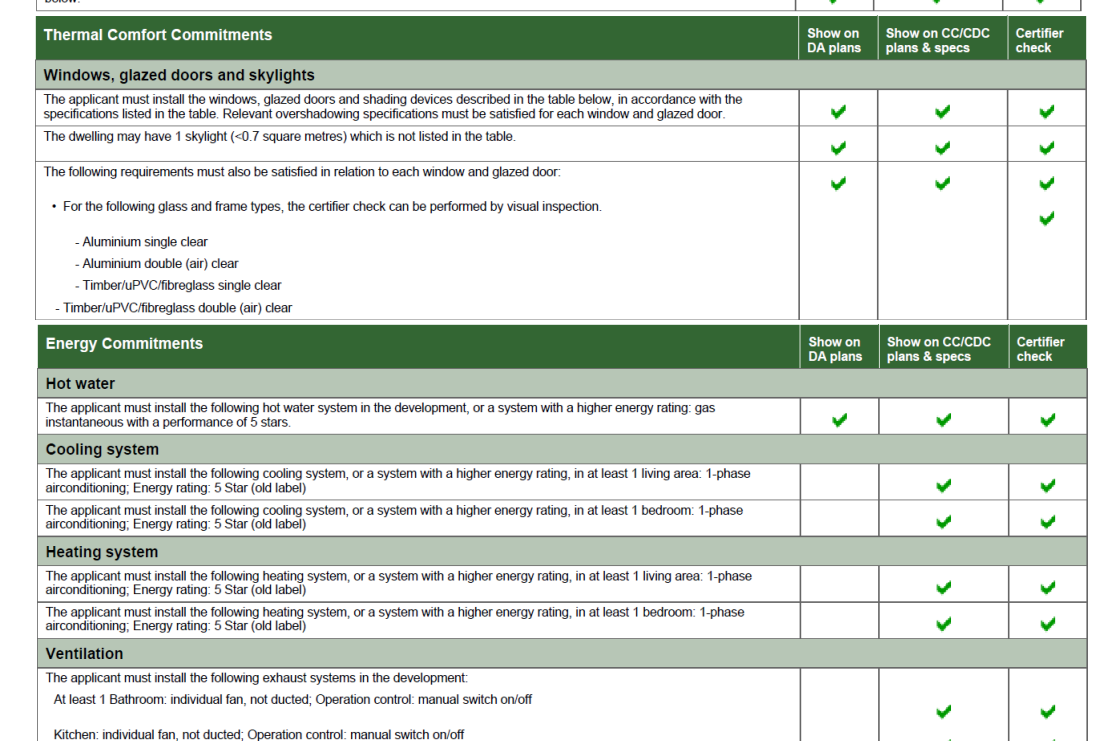 below.
Thermal Comfort Commitments
Show on
DA plans
Show on CC/CDC
plans & specs
Certifier
check
Windows, glazed doors and skylights
The applicant must install the windows, glazed doors and shading devices described in the table below, in accordance with the
specifications listed in the table. Relevant overshadowing specifications must be satisfied for each window and glazed door.
The dwelling may have 1 skylight (<0.7 square metres) which is not listed in the table.
The following requirements must also be satisfied in relation to each window and glazed door:
• For the following glass and frame types, the certifier check can be performed by visual inspection.
- Aluminium single clear
- Aluminium double (air) clear
- Timber/uPVC/fibreglass single clear
- Timber/uPVC/fibreglass double (air) clear
Energy Commitments
Show on
DA plans
Show on CC/CDC
plans & specs
Certifier
check
Hot water
The applicant must install the following hot water system in the development, or a system with a higher energy rating: gas
instantaneous with a performance of 5 stars.
Cooling system
The applicant must install the following cooling system, or a system with a higher energy rating, in at least 1 living area: 1-phase
airconditioning; Energy rating: 5 Star (old label)
The applicant must install the following cooling system, or a system with a higher energy rating, in at least 1 bedroom: 1-phase
airconditioning; Energy rating: 5 Star (old label)
Heating system
The applicant must install the following heating system, or a system with a higher energy rating, in at least 1 living area: 1-phase
airconditioning; Energy rating: 5 Star (old label)
The applicant must install the following heating system, or a system with a higher energy rating, in at least 1 bedroom: 1-phase
airconditioning; Energy rating: 5 Star (old label)
Ventilation
The applicant must install the following exhaust systems in the development:
At least 1 Bathroom: individual fan, not ducted; Operation control: manual switch on/off
Kitchen: individual fan, not ducted; Operation control: manual switch on/off